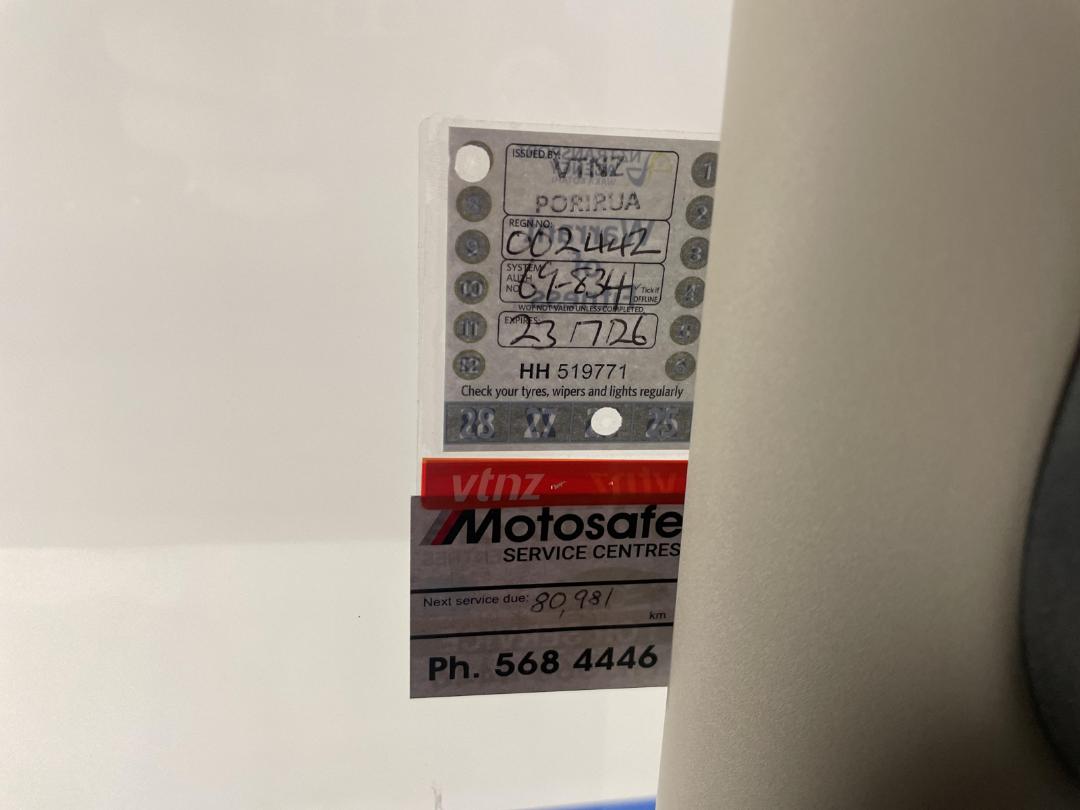 ISSUED BY:
VTNZ
PORIRUA
REGN NO:
002442
SYSTEM
AUTH
NO:
69-834
✓ Tick if
OFFLINE
WOF NOT VALID UNLESS COMPLETED
EXPIRES:
23 17 126
HH 519771
Check your tyres, wipers and lights regularly
1
8
2
9
3
10
4
11
5
12
6
28 27 25
vtnz
Motosafe
SERVICE CENTRES
Next service due: 80,981
km
Ph. 568 4446